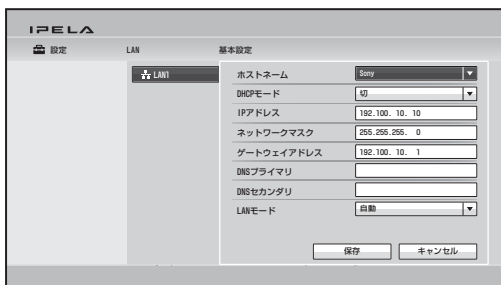 IPELA
設定 LAN 基本設定
LAN1
ホストネーム Sony
DHCPモード 切
IPアドレス 192.100. 10. 10
ネットワークマスク 255.255.255. 0
ゲートウェイアドレス 192.100. 10. 1
DNSプライマリ
DNSセカンダリ
LANモード 自動
保存 キャンセル